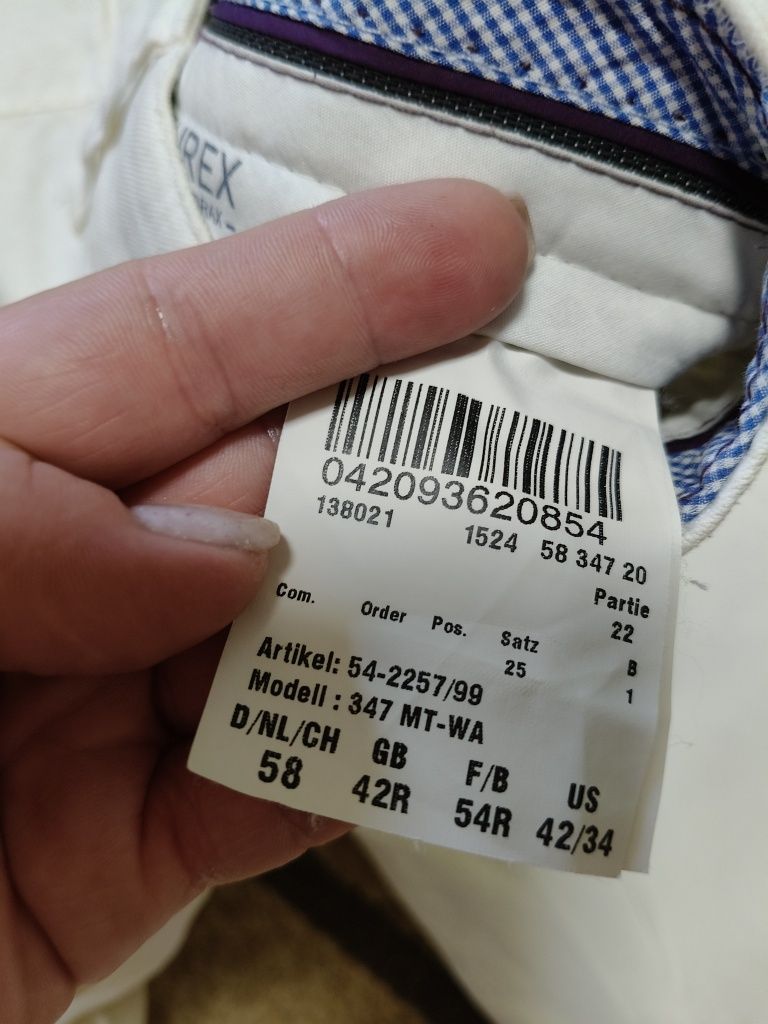 REX
042093620854
138021 1524 58 347 20
Partie
22
Com. Order Pos. Satz B
25 1
Artikel: 54-2257/99
Modell : 347 MT-WA
D/NL/CH GB F/B US
58 42R 54R 42/34